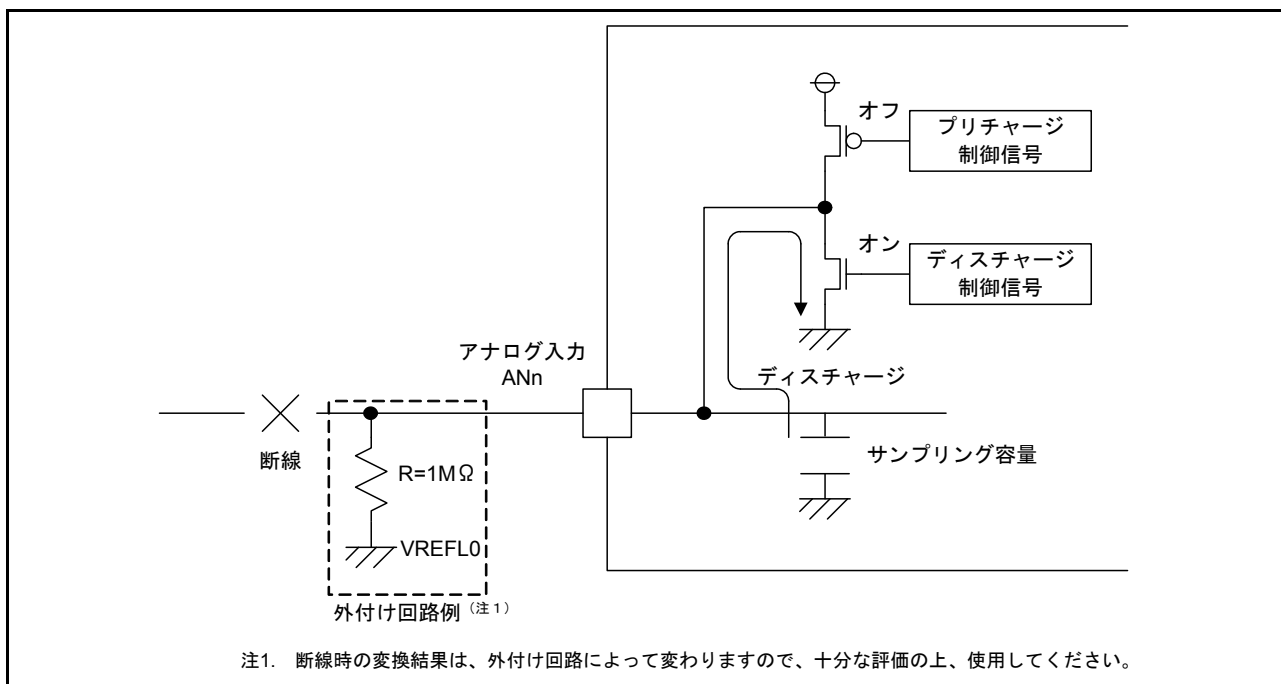 オフ
プリチャージ
制御信号
オン
ディスチャージ
制御信号
アナログ入力
ANn
ディスチャージ
断線
サンプリング容量
R=1MΩ
VREFL0
外付け回路例（注1）
注1. 断線時の変換結果は、外付け回路によって変わりますので、十分な評価の上、使用してください。